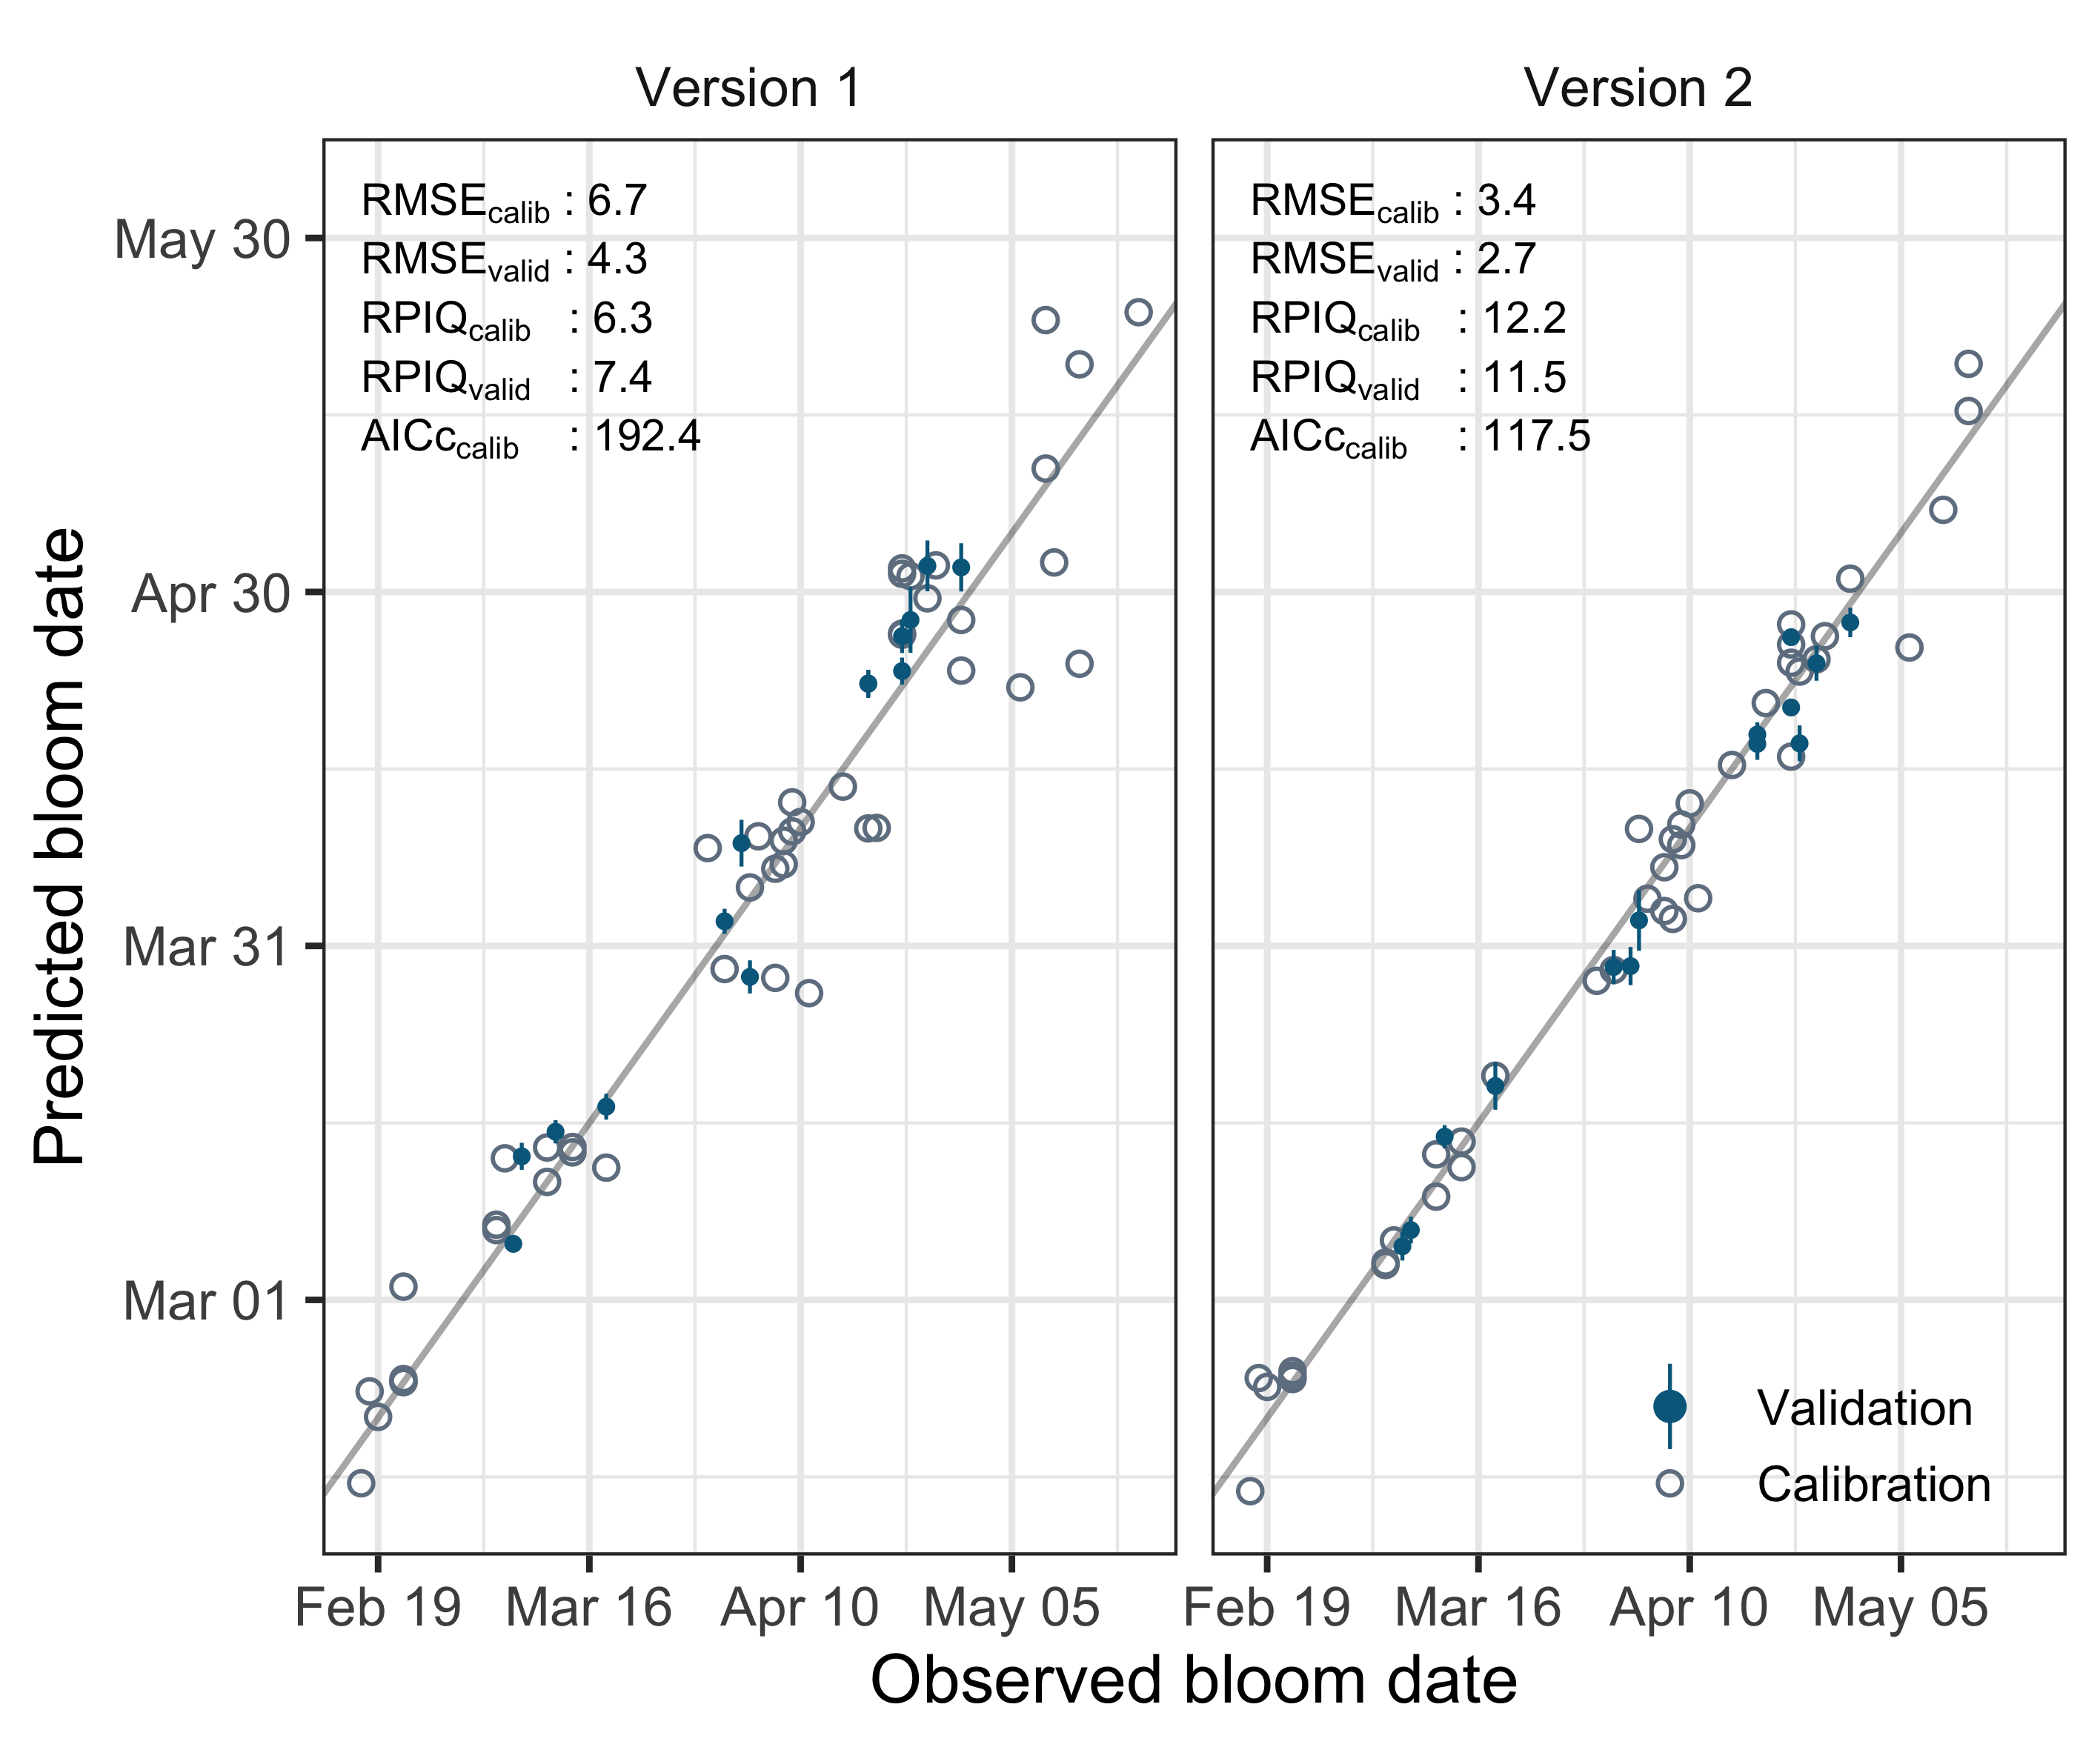 Version 1
Version 2
RMSEcalib : 6.7
RMSEvalid : 4.3
RPIQcalib : 6.3
RPIQvalid : 7.4
AICccalib : 192.4
RMSEcalib : 3.4
RMSEvalid : 2.7
RPIQcalib : 12.2
RPIQvalid : 11.5
AICccalib : 117.5
Predicted bloom date
May 30
Apr 30
Mar 31
Mar 01
Validation
Calibration
Feb 19 Mar 16 Apr 10 May 05
Feb 19 Mar 16 Apr 10 May 05
Observed bloom date